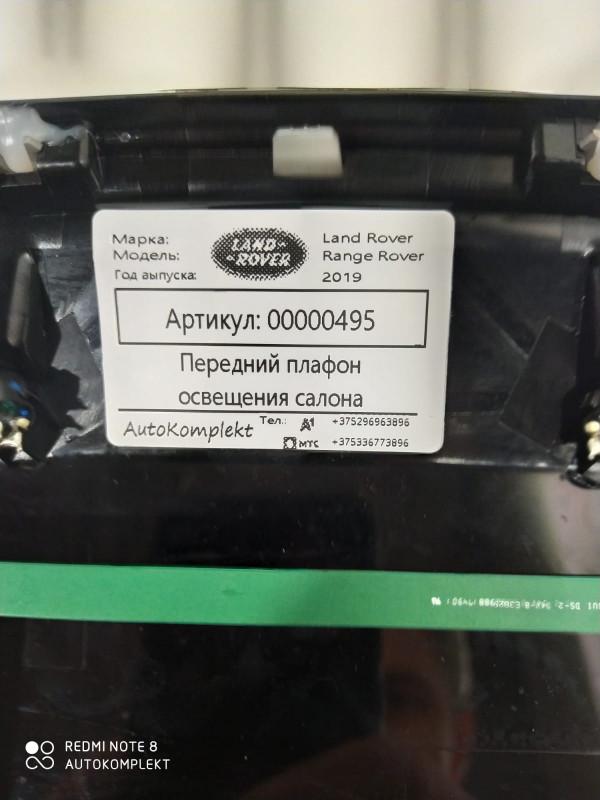 Марка: Land Rover
Модель: Range Rover
Год выпуска: 2019
LAND-
-ROVER
Артикул: 00000495
Передний плафон
освещения салона
AutoKomplekt Тел.: A1 +375296963896
МТС +375336773896
REDMI NOTE 8
AUTOKOMPLEKT